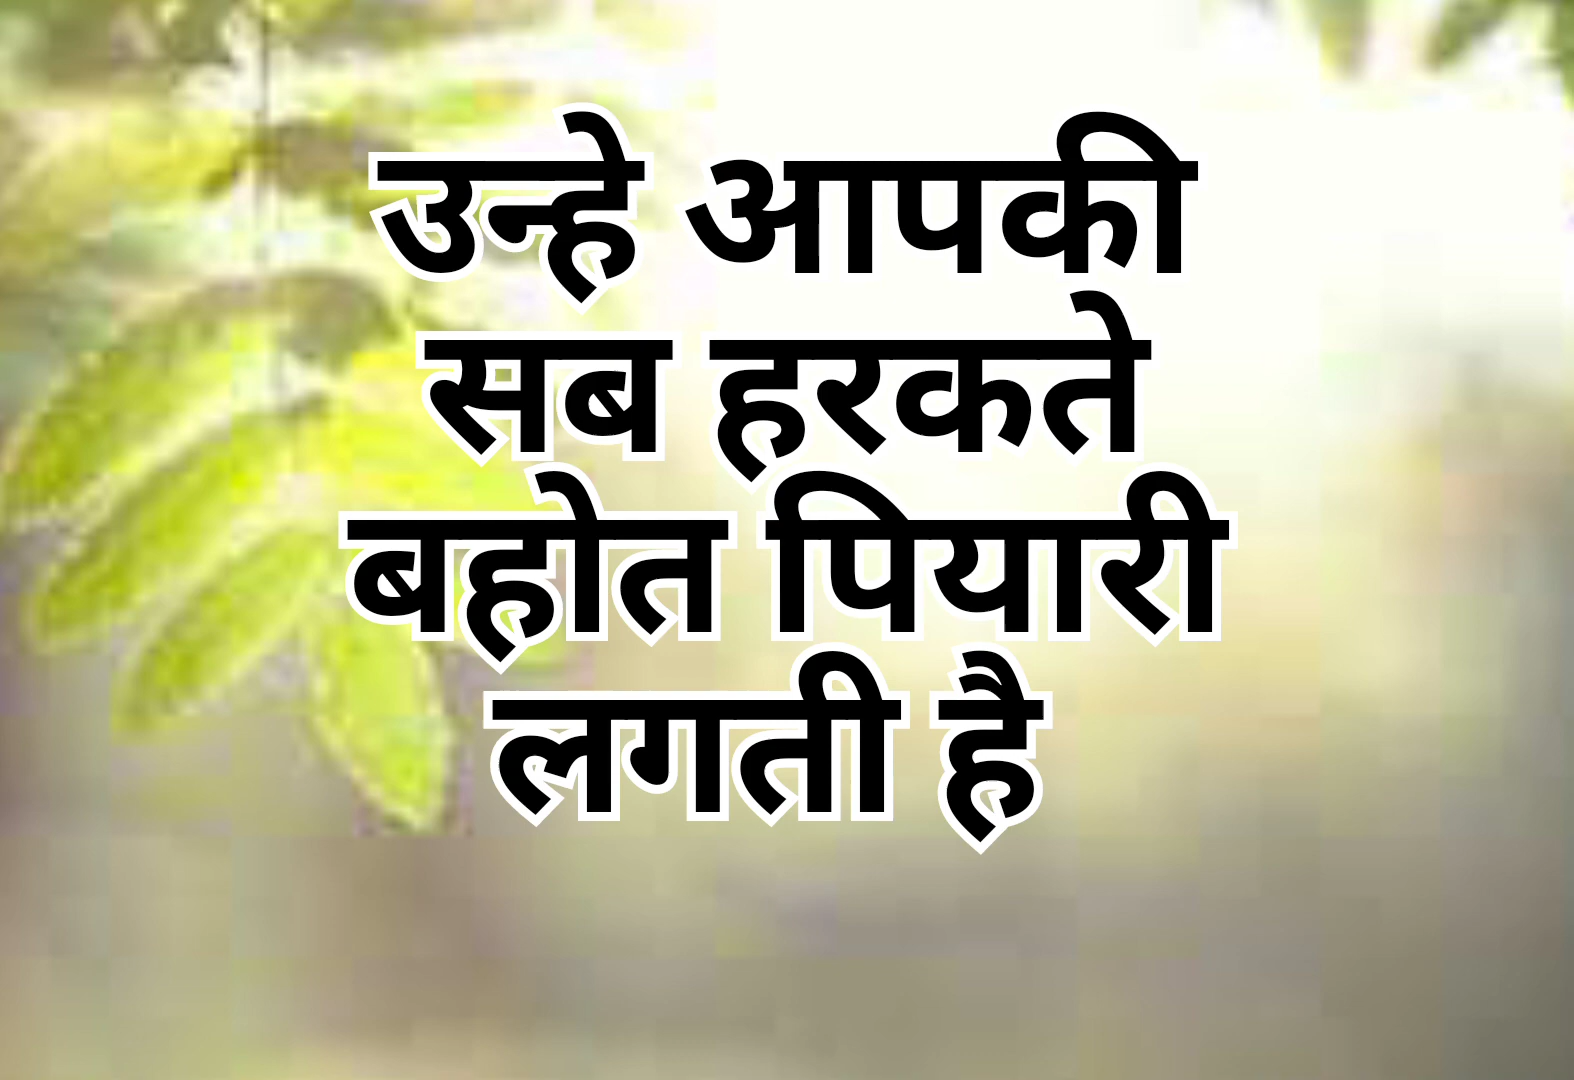 उन्हे आपकी
सब हरकते
बहोत पियारी
लगती है